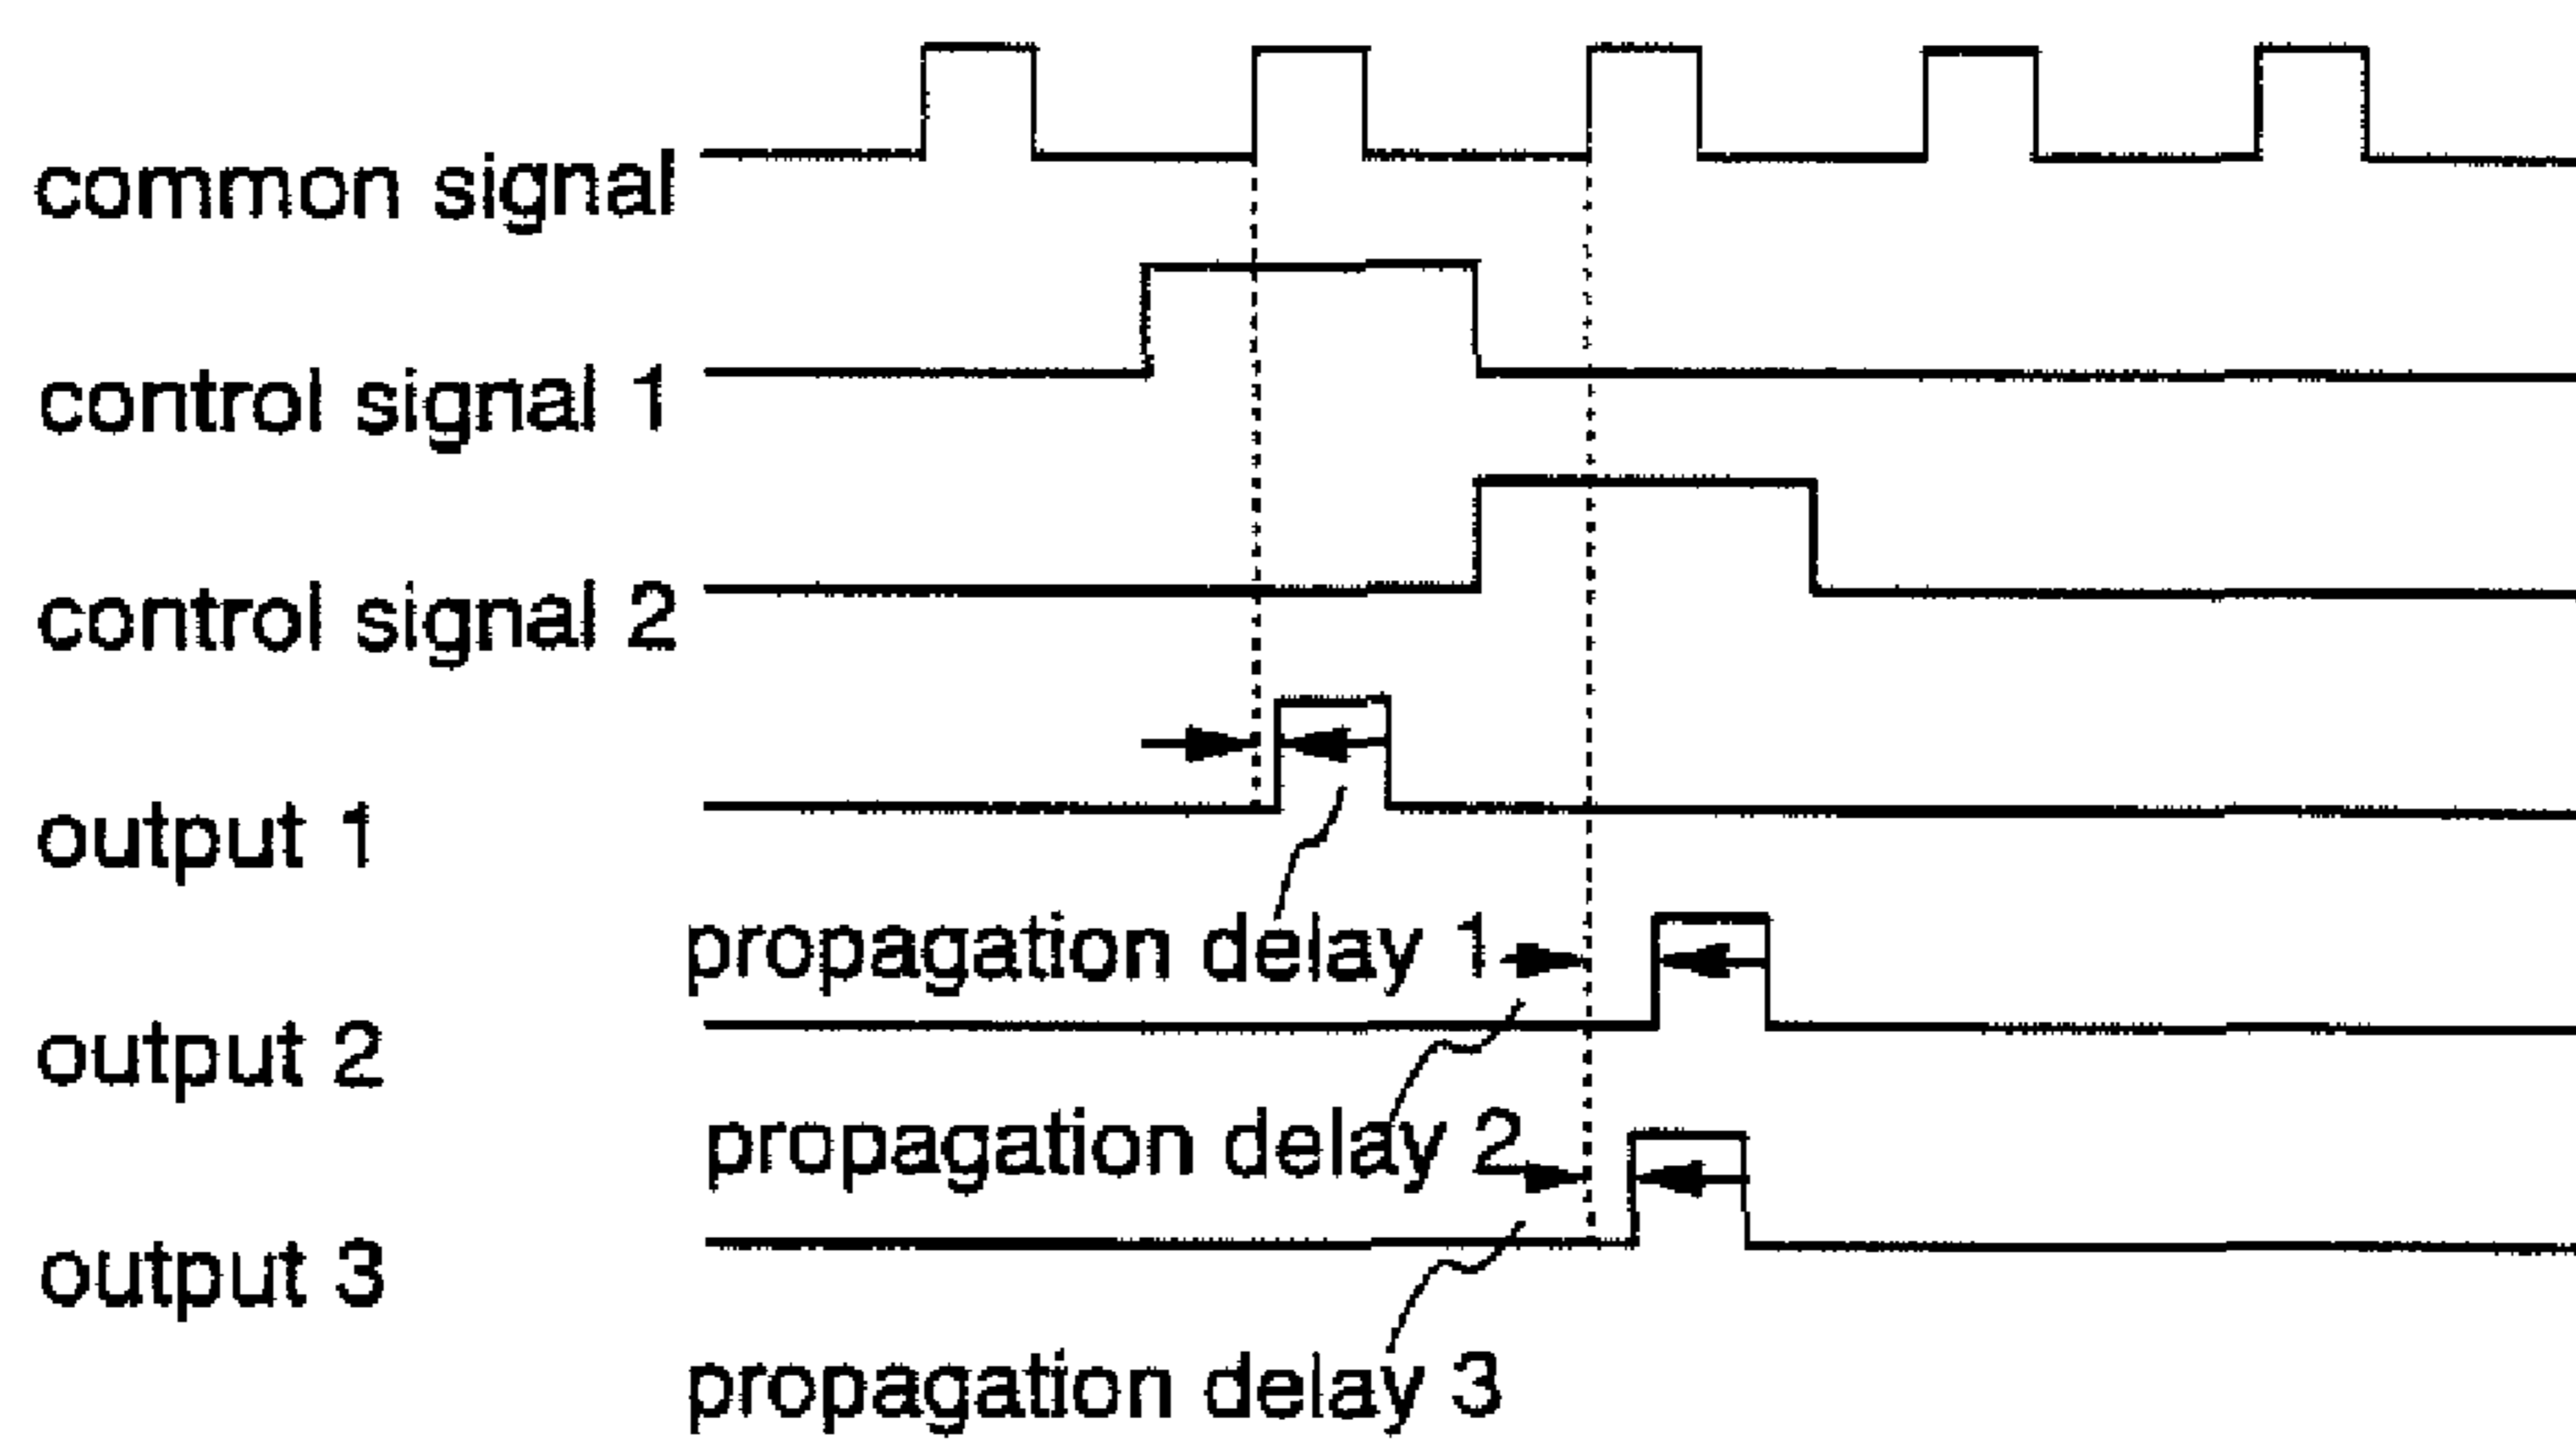 common signal
control signal 1
control signal 2
output 1
propagation delay 1
output 2
propagation delay 2
output 3
propagation delay 3